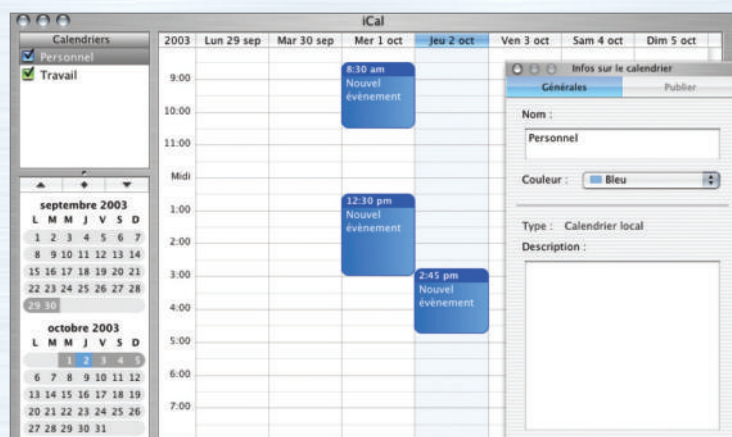 iCal
Calendriers
Personnel
Travail
septembre 2003
L M M J V S D
1 2 3 4 5 6 7
8 9 10 11 12 13 14
15 16 17 18 19 20 21
22 23 24 25 26 27 28
29 30
octobre 2003
L M M J V S D
1 2 3 4 5
6 7 8 9 10 11 12
13 14 15 16 17 18 19
20 21 22 23 24 25 26
27 28 29 30 31
2003 Lun 29 sep Mar 30 sep Mer 1 oct Jeu 2 oct Ven 3 oct Sam 4 oct Dim 5 oct
9:00
10:00
11:00
Midi
1:00
2:00
3:00
4:00
5:00
6:00
7:00
8:30 am
Nouvel
évènement
12:30 pm
Nouvel
évènement
2:45 pm
Nouvel
évènement
Infos sur le calendrier
Générales Publier
Nom :
Personnel
Couleur : Bleu
Type : Calendrier local
Description :